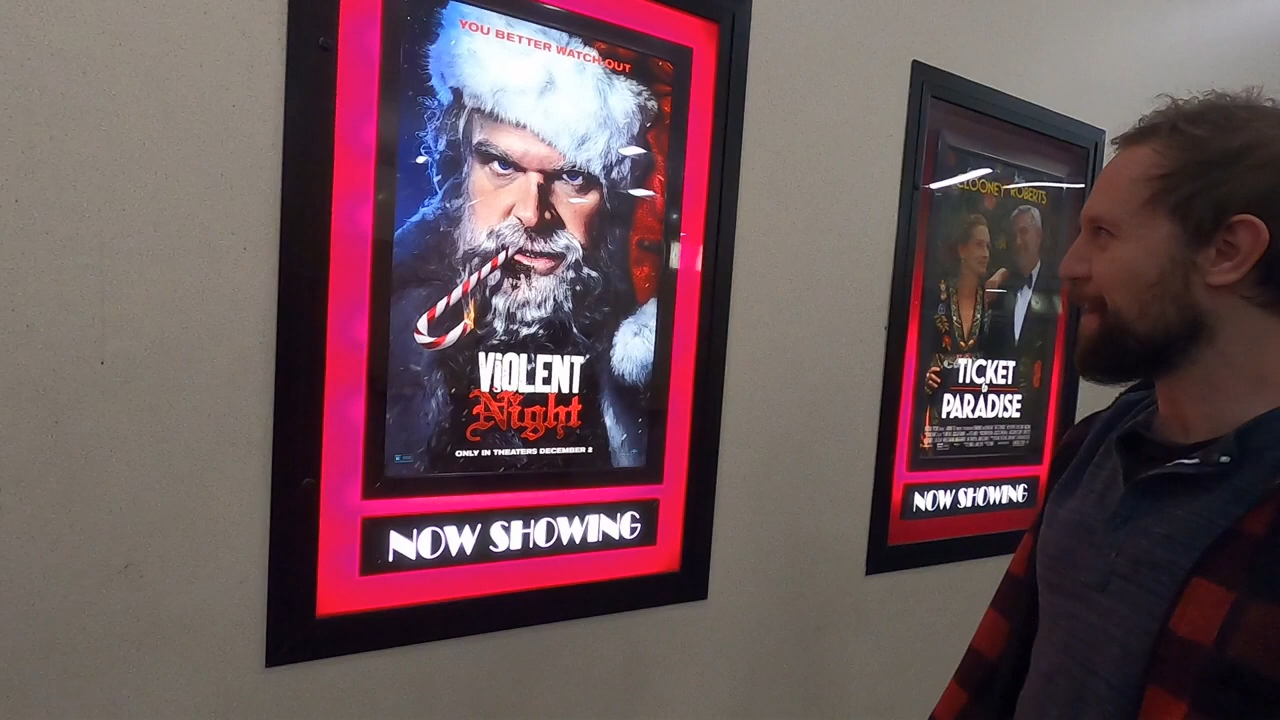 YOU BETTER WATCH OUT
VIOLENT
Night
ONLY IN THEATERS DECEMBER 2
NOW SHOWING
CLOONEY ROBERTS
TICKET
to
PARADISE
NOW SHOWING